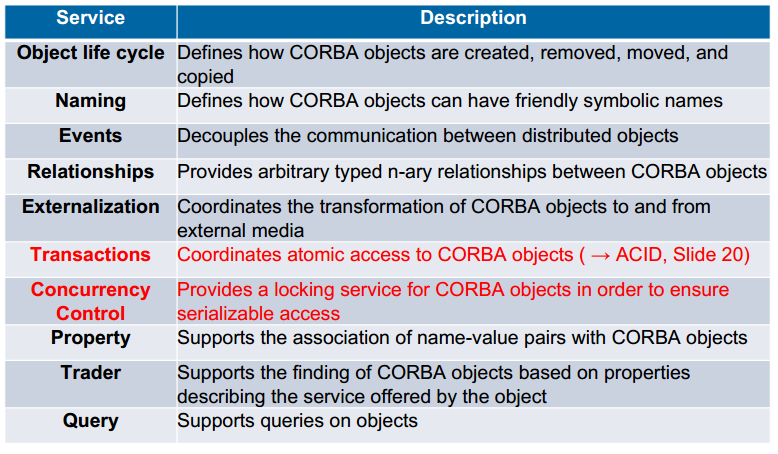 Service Description
Object life cycle Defines how CORBA objects are created, removed, moved, and
copied
Naming Defines how CORBA objects can have friendly symbolic names
Events Decouples the communication between distributed objects
Relationships Provides arbitrary typed n-ary relationships between CORBA objects
Externalization Coordinates the transformation of CORBA objects to and from
external media
Transactions Coordinates atomic access to CORBA objects ( → ACID, Slide 20)
Concurrency Provides a locking service for CORBA objects in order to ensure
Control serializable access
Property Supports the association of name-value pairs with CORBA objects
Trader Supports the finding of CORBA objects based on properties
describing the service offered by the object
Query Supports queries on objects